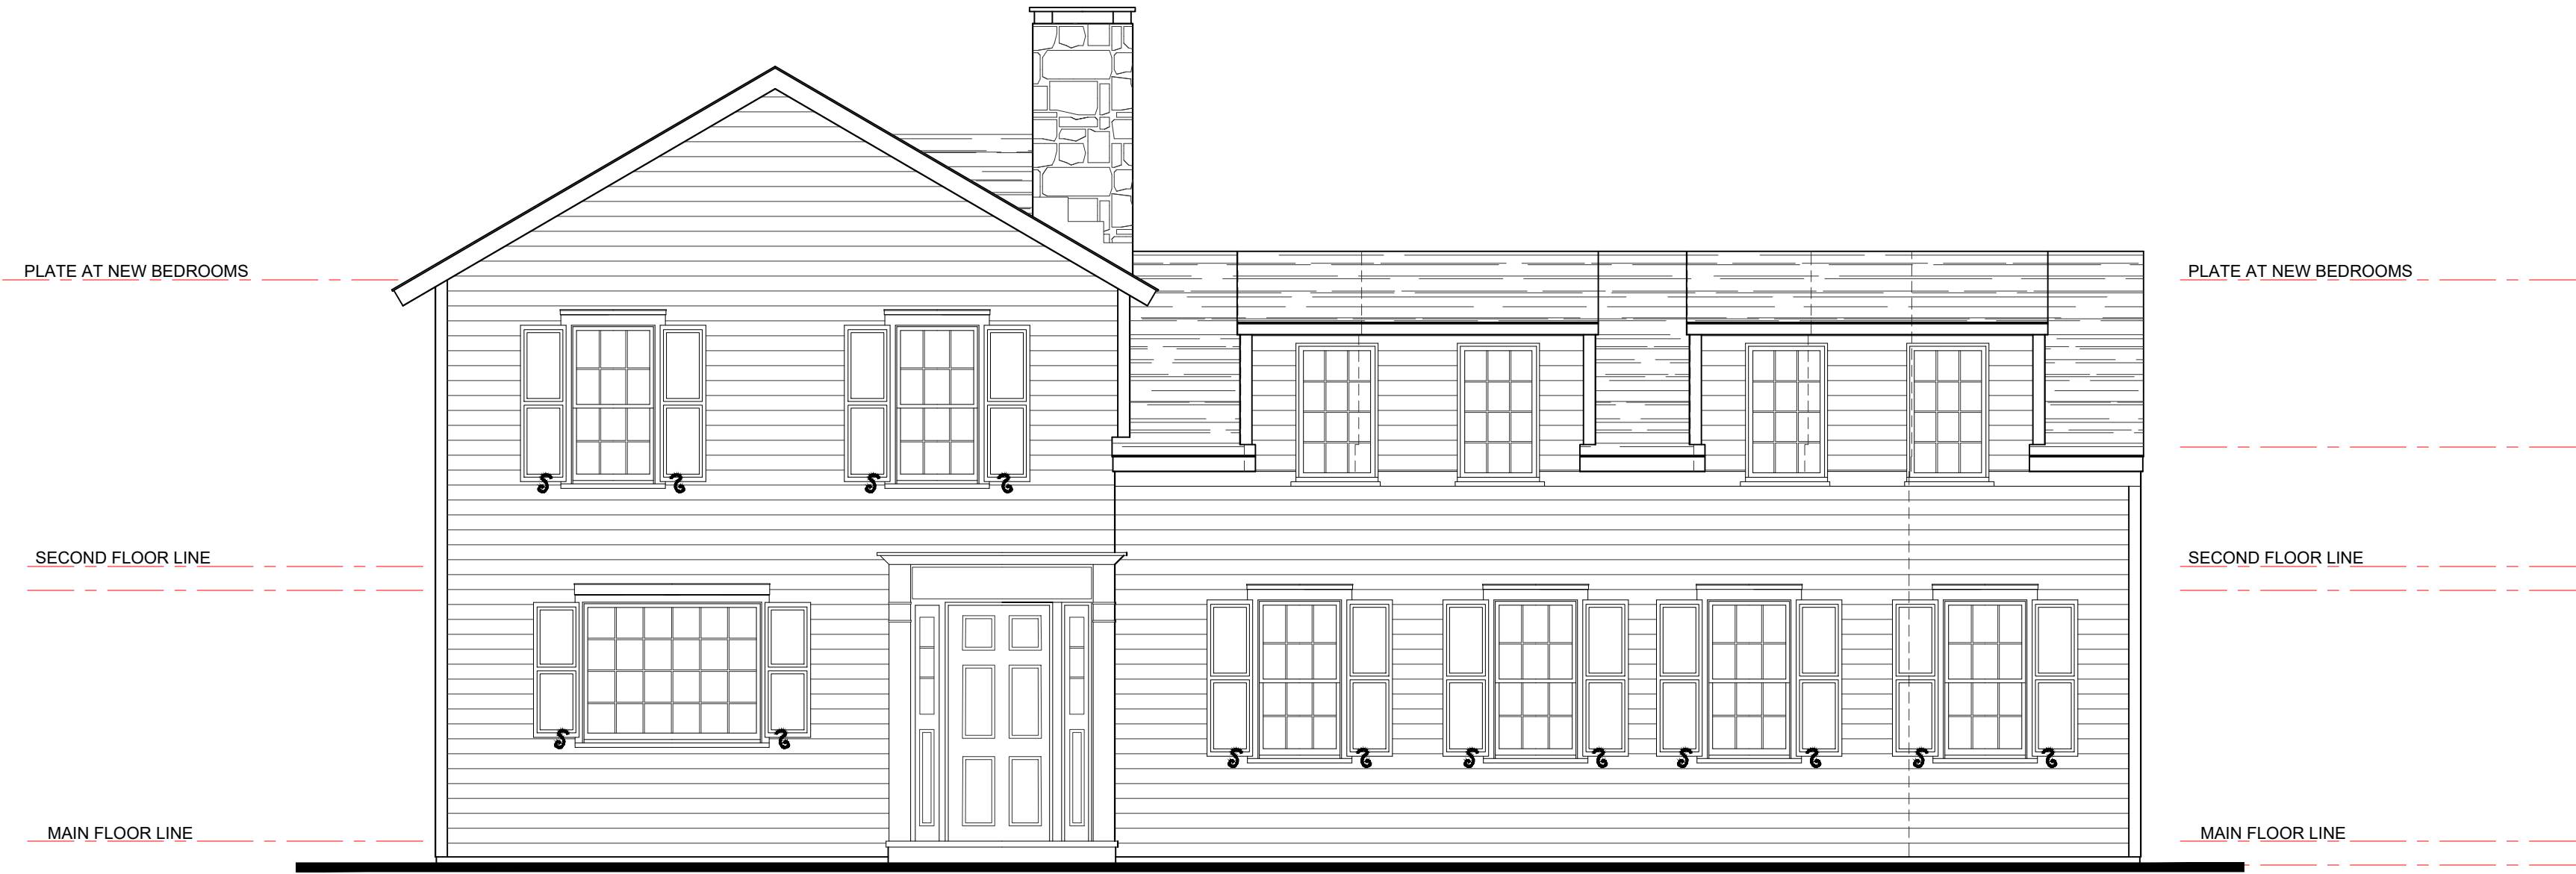 PLATE AT NEW BEDROOMS
PLATE AT NEW BEDROOMS
SECOND FLOOR LINE
SECOND FLOOR LINE
MAIN FLOOR LINE
MAIN FLOOR LINE